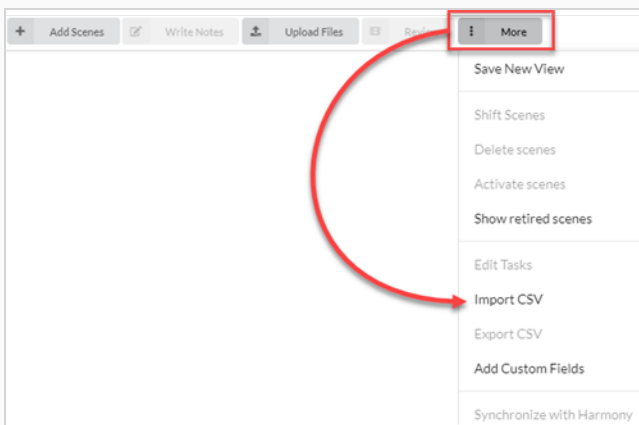 + Add Scenes Write Notes Upload Files Review More
Save New View
Shift Scenes
Delete scenes
Activate scenes
Show retired scenes
Edit Tasks
Import CSV
Export CSV
Add Custom Fields
Synchronize with Harmony